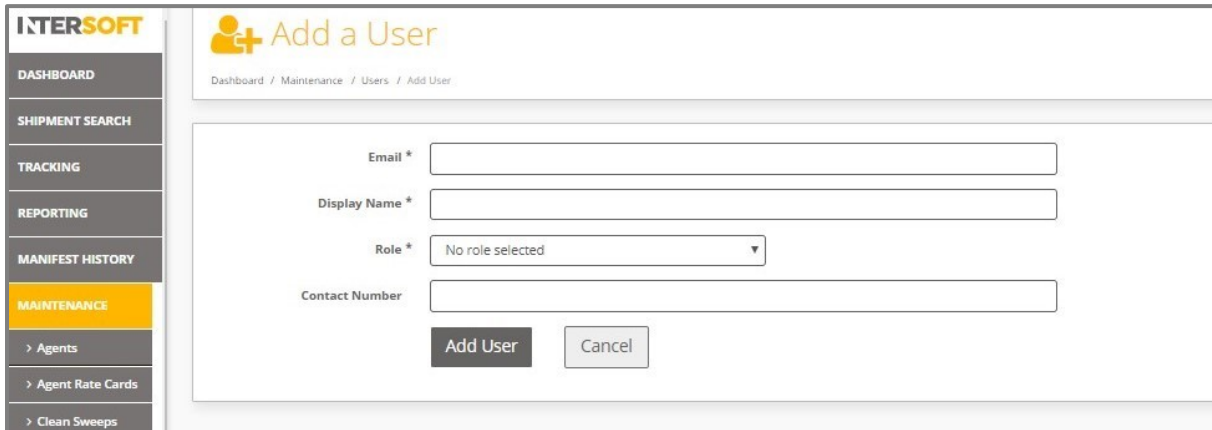 INTERSOFT
DASHBOARD
SHIPMENT SEARCH
TRACKING
REPORTING
MANIFEST HISTORY
MAINTENANCE
> Agents
> Agent Rate Cards
> Clean Sweeps
Add a User
Dashboard / Maintenance / Users / Add User
Email *
Display Name *
Role *
No role selected
Contact Number
Add User
Cancel